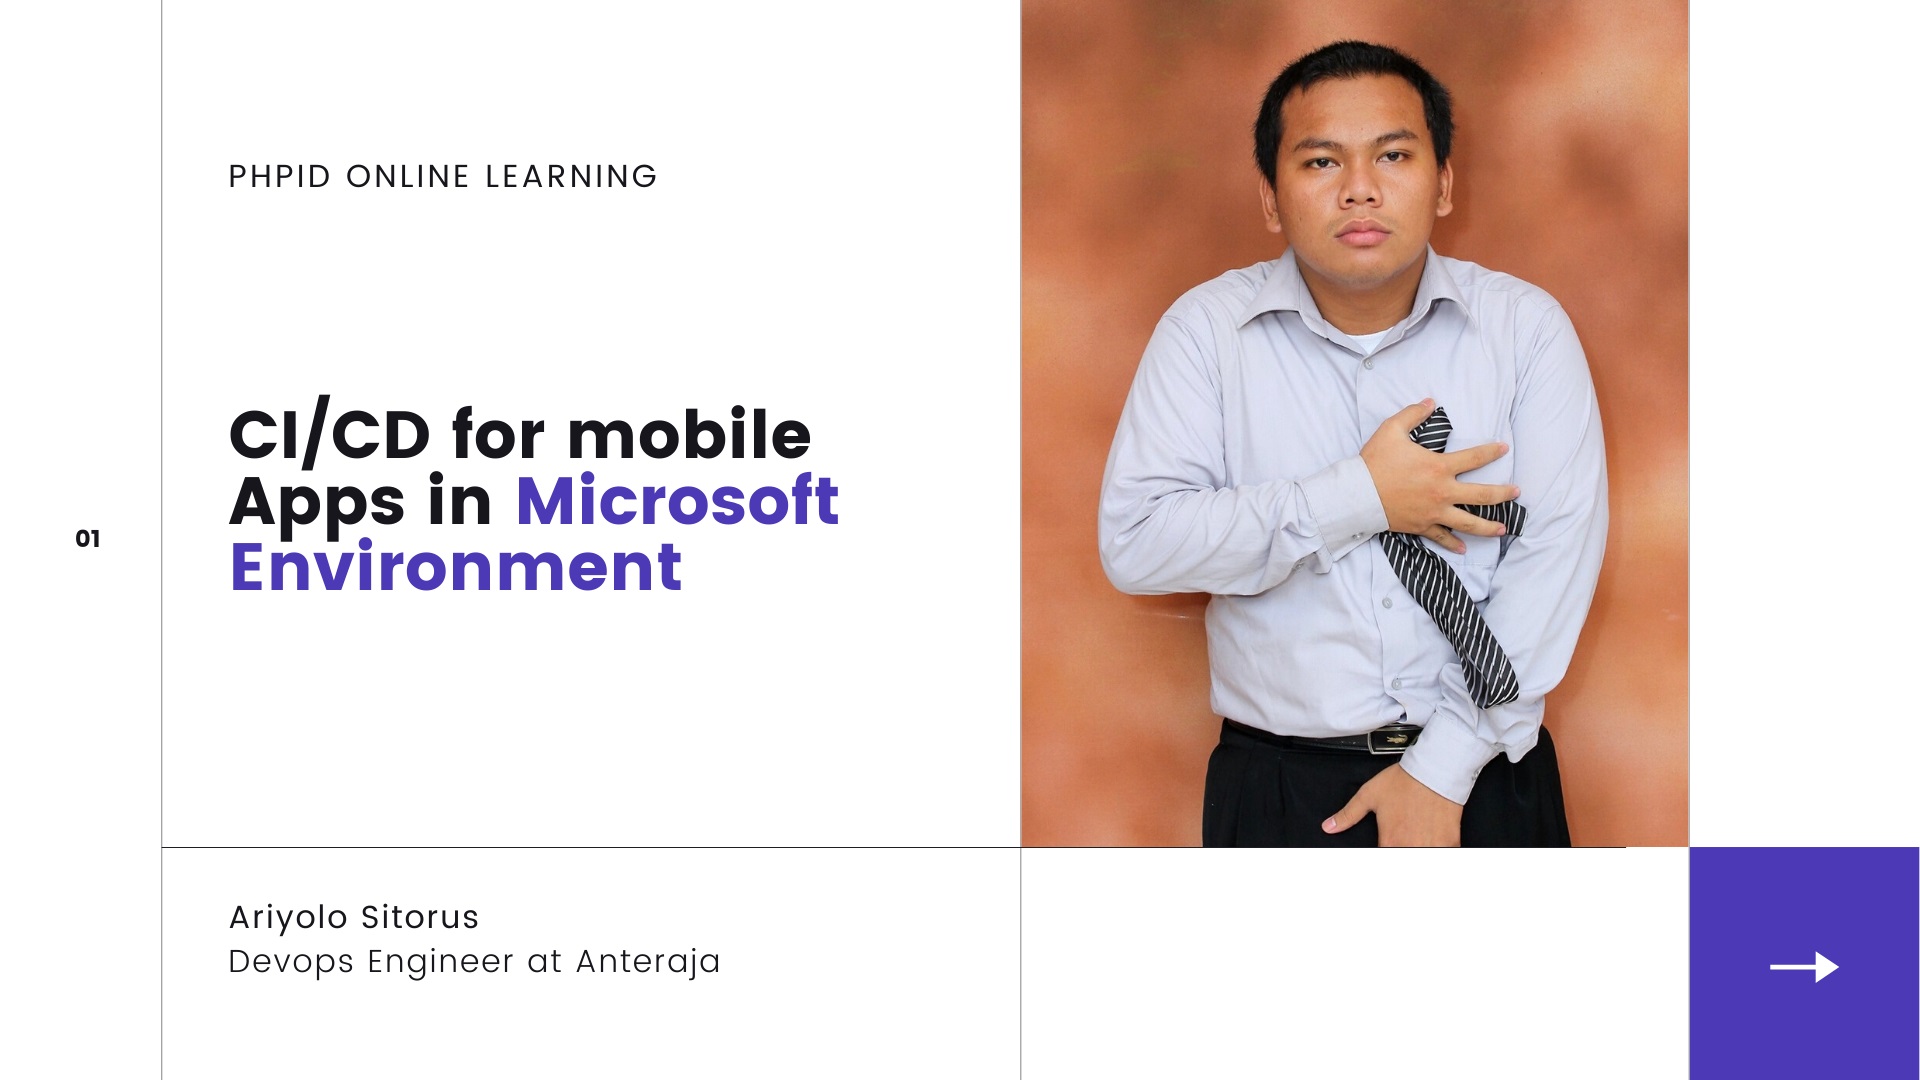 PHPID ONLINE LEARNING
CI/CD for mobile
Apps in Microsoft
Environment
01
Ariyolo Sitorus
Devops Engineer at Anteraja